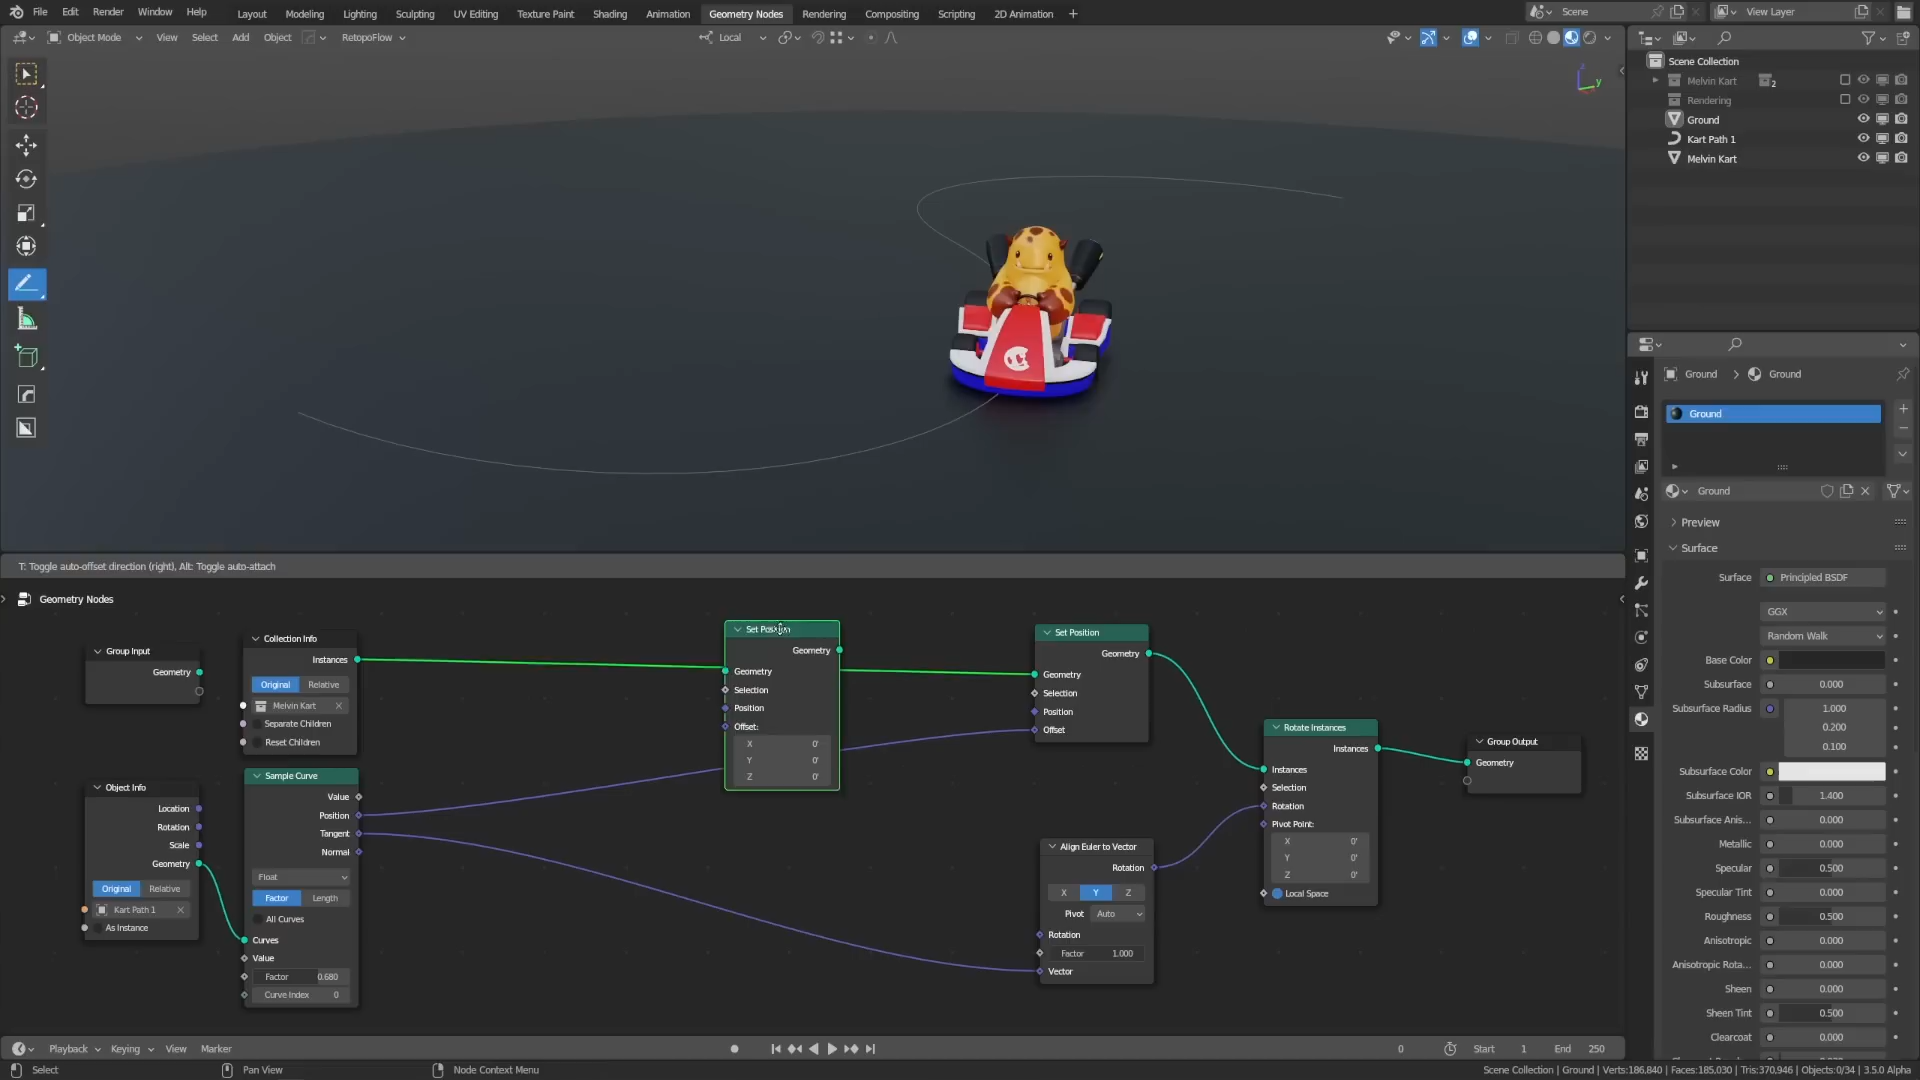 File Edit Render Window Help Layout Modeling Lighting Sculpting UV Editing Texture Paint Shading Animation Geometry Nodes Rendering Compositing Scripting 2D Animation + Scene View Layer
Object Mode View Select Add Object RetopoFlow Local
Scene Collection
Melvin Kart 2
Rendering
Ground
Kart Path 1
Melvin Kart
z
y
T: Toggle auto-offset direction (right), Alt: Toggle auto-attach
Geometry Nodes
Group Input
Geometry
Collection Info
Instances
Original Relative
Melvin Kart
Separate Children
Reset Children
Object Info
Location
Rotation
Scale
Geometry
Original Relative
Kart Path 1
As Instance
Sample Curve
Value
Position
Tangent
Normal
Float
Factor Length
All Curves
Curves
Value
Factor 0.680
Curve Index 0
Set Position
Geometry
Geometry
Selection
Position
Offset:
X 0'
Y 0'
Z 0'
Set Position
Geometry
Geometry
Selection
Position
Offset
Align Euler to Vector
Rotation
X Y Z
Pivot Auto
Rotation
Factor 1.000
Vector
Rotate Instances
Instances
Instances
Selection
Rotation
Pivot Point:
X 0'
Y 0'
Z 0'
Local Space
Group Output
Geometry
Ground Ground
Ground
Ground
Preview
Surface
Surface Principled BSDF
GGX
Random Walk
Base Color
Subsurface 0.000
Subsurface Radius 1.000
0.200
0.100
Subsurface Color
Subsurface IOR 1.400
Subsurface Anis... 0.000
Metallic 0.000
Specular 0.500
Specular Tint 0.000
Roughness 0.500
Anisotropic 0.000
Anisotropic Rota... 0.000
Sheen 0.000
Sheen Tint 0.500
Clearcoat 0.000
Playback Keying View Marker 0 Start 1 End 250
Select Pan View Node Context Menu Scene Collection | Ground | Verts:186,840 | Faces:185,030 | Tris:370,946 | Objects:0/34 | 3.5.0 Alpha